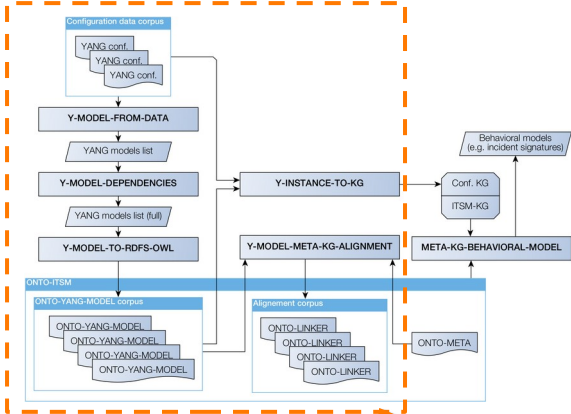 Configuration data corpus
YANG conf.
YANG conf.
YANG conf.
Y-MODEL-FROM-DATA
YANG models list
Y-MODEL-DEPENDENCIES
YANG models list (full)
Y-MODEL-TO-RDFS-OWL
Y-INSTANCE-TO-KG
Y-MODEL-META-KG-ALIGNMENT
Behavioral models
(e.g. incident signatures)
Conf. KG
ITSM-KG
META-KG-BEHAVIORAL-MODEL
ONTO-ITSM
ONTO-YANG-MODEL corpus
ONTO-YANG-MODEL
ONTO-YANG-MODEL
ONTO-YANG-MODEL
ONTO-YANG-MODEL
Alignement corpus
ONTO-LINKER
ONTO-LINKER
ONTO-LINKER
ONTO-LINKER
ONTO-META